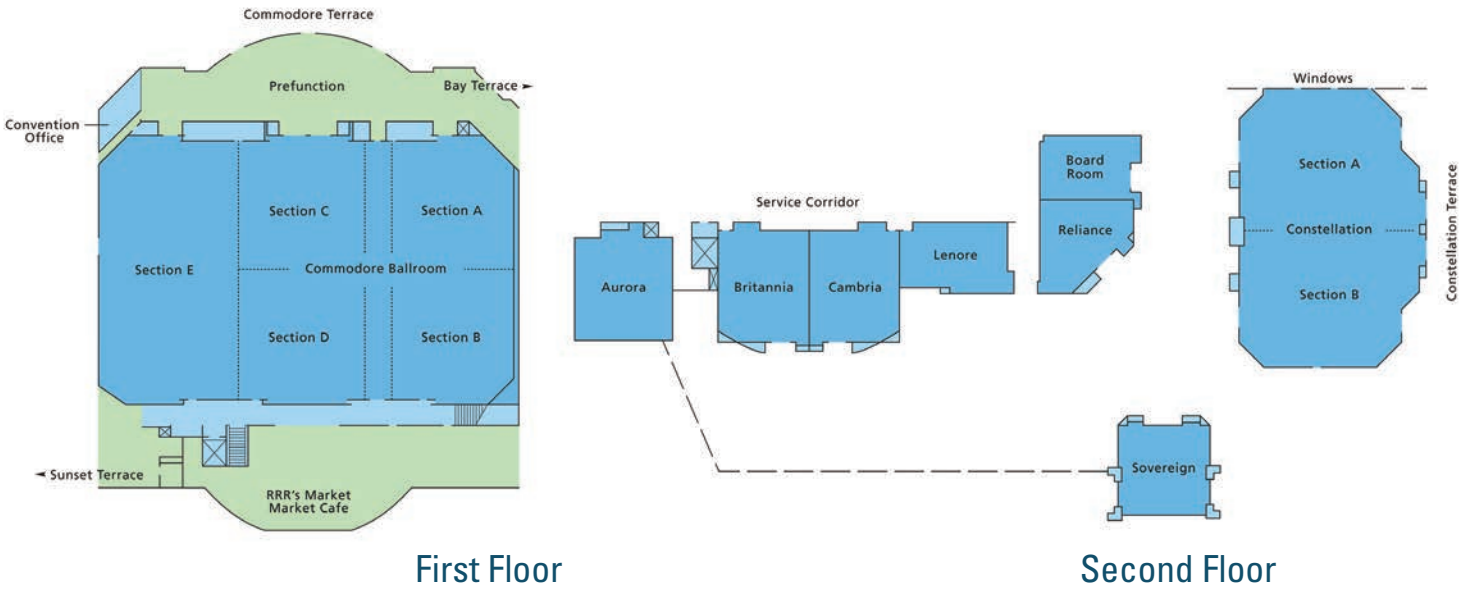 Commodore Terrace
Prefunction
Bay Terrace
Convention
Office
Section C
Section A
Section E
Commodore Ballroom
Section D
Section B
Sunset Terrace
RRR's Market
Market Cafe
First Floor
Service Corridor
Aurora
Britannia
Cambria
Lenore
Board
Room
Reliance
Sovereign
Windows
Section A
Constellation
Section B
Constellation Terrace
Second Floor